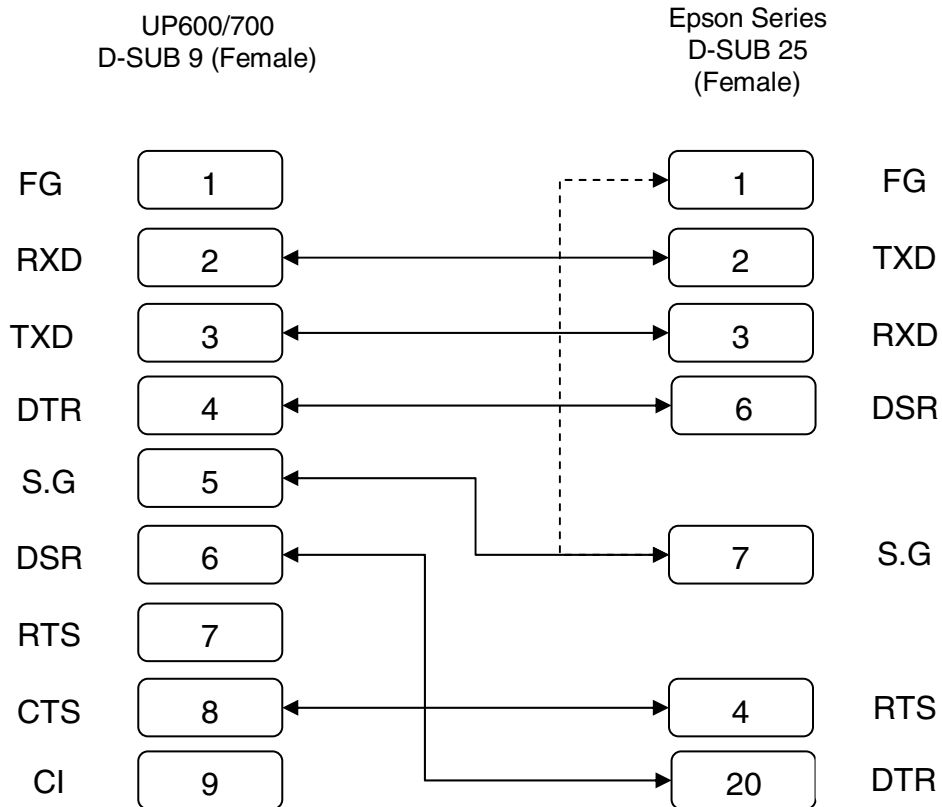 UP600/700
D-SUB 9 (Female)
Epson Series
D-SUB 25
(Female)
FG 1 1 FG
RXD 2 2 TXD
TXD 3 3 RXD
DTR 4 6 DSR
S.G 5
DSR 6 7 S.G
RTS 7
CTS 8 4 RTS
CI 9 20 DTR